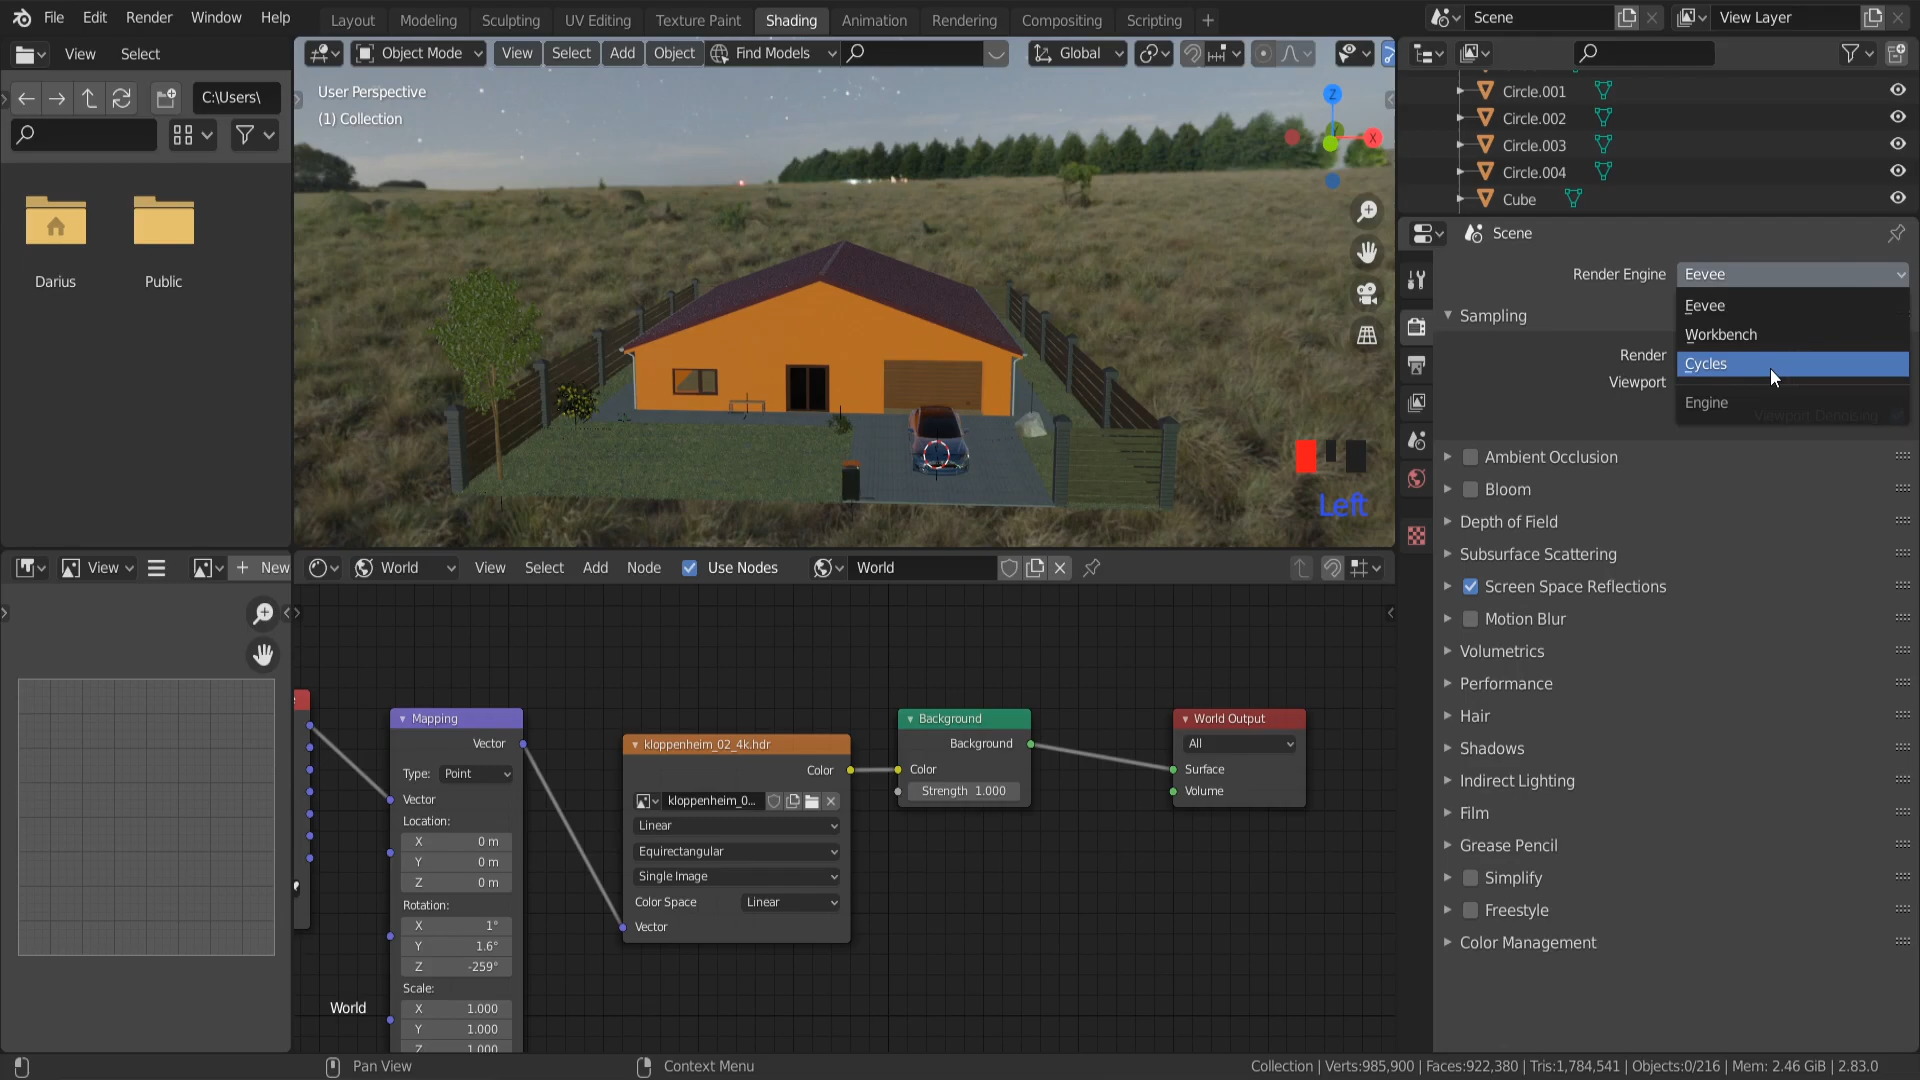 File Edit Render Window Help
Layout Modeling Sculpting UV Editing Texture Paint Shading Animation Rendering Compositing Scripting +
Scene
View Layer
View Select
Object Mode View Select Add Object Find Models
Global
C:\Users\
User Perspective
(1) Collection
Z
X
Circle.001
Circle.002
Circle.003
Circle.004
Cube
Darius
Public
Scene
Render Engine Eevee
Eevee
Workbench
Cycles
Engine
Sampling
Render
Viewport
Viewport Denoising
Ambient Occlusion
Bloom
Depth of Field
Subsurface Scattering
Screen Space Reflections
Motion Blur
Volumetrics
Performance
Hair
Shadows
Indirect Lighting
Film
Grease Pencil
Simplify
Freestyle
Color Management
Left
View
+ New
World View Select Add Node Use Nodes World
Mapping
Vector
Type: Point
Vector
Location:
X 0 m
Y 0 m
Z 0 m
Rotation:
X 1°
Y 1.6°
Z -259°
Scale:
X 1.000
Y 1.000
Z 1.000
kloppenheim_02_4k.hdr
Color
kloppenheim_0...
Linear
Equirectangular
Single Image
Color Space Linear
Vector
Background
Background
Color
Strength 1.000
World Output
All
Surface
Volume
World
Pan View
Context Menu
Collection | Verts:985,900 | Faces:922,380 | Tris:1,784,541 | Objects:0/216 | Mem: 2.46 GiB | 2.83.0